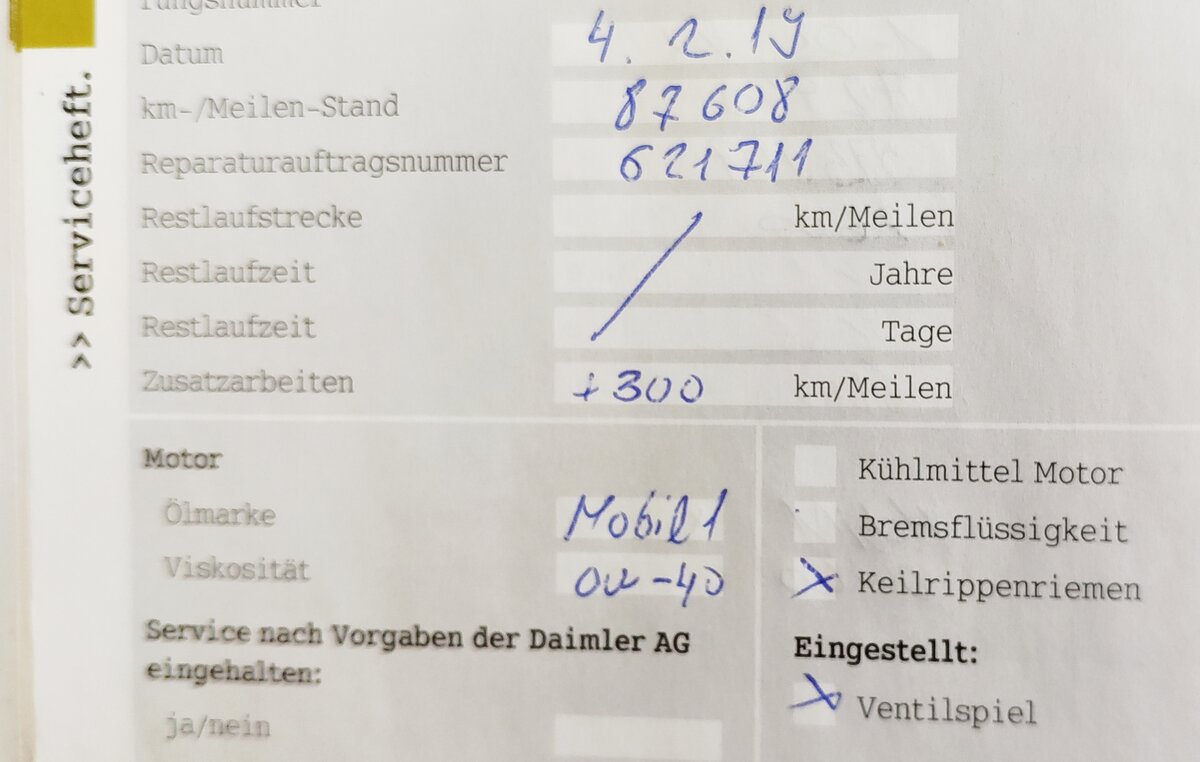 >> Serviceheft.
Datum 4. 2. 19
km-/Meilen-Stand 87608
Reparaturauftragsnummer 621711
Restlaufstrecke km/Meilen
Restlaufzeit Jahre
Restlaufzeit Tage
Zusatzarbeiten +300 km/Meilen
Motor
Ölmarke Mobil 1
Viskosität 0w-40
Service nach Vorgaben der Daimler AG
eingehalten:
ja/nein
Kühlmittel Motor
Bremsflüssigkeit
Keilrippenriemen
Eingestellt:
Ventilspiel